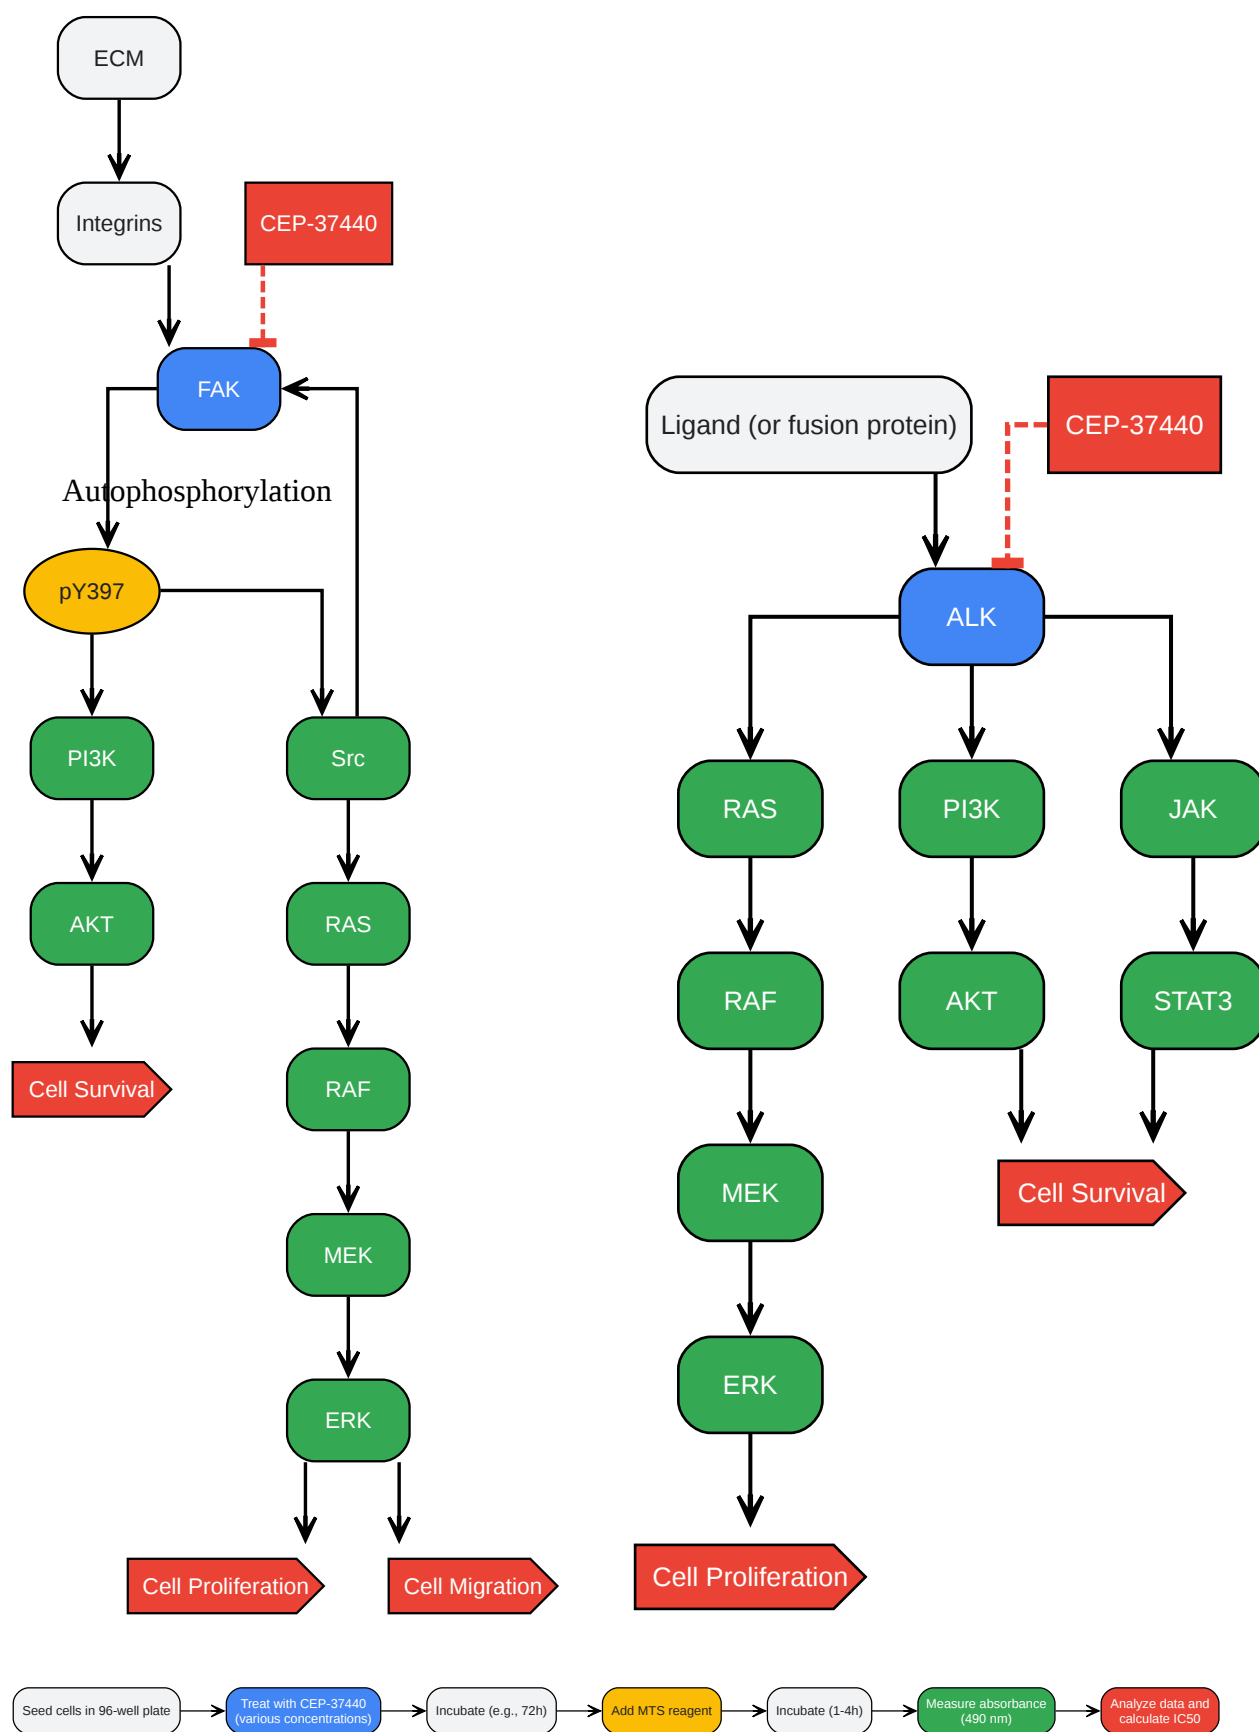 ECM
Integrins
CEP-37440
FAK
Autophosphorylation
pY397
PI3K
Src
AKT
RAS
Cell Survival
RAF
MEK
ERK
Cell Proliferation
Cell Migration
Ligand (or fusion protein)
CEP-37440
ALK
RAS
PI3K
JAK
RAF
AKT
STAT3
MEK
Cell Survival
ERK
Cell Proliferation
Seed cells in 96-well plate
Treat with CEP-37440
(various concentrations)
Incubate (e.g., 72h)
Add MTS reagent
Incubate (1-4h)
Measure absorbance
(490 nm)
Analyze data and
calculate IC50